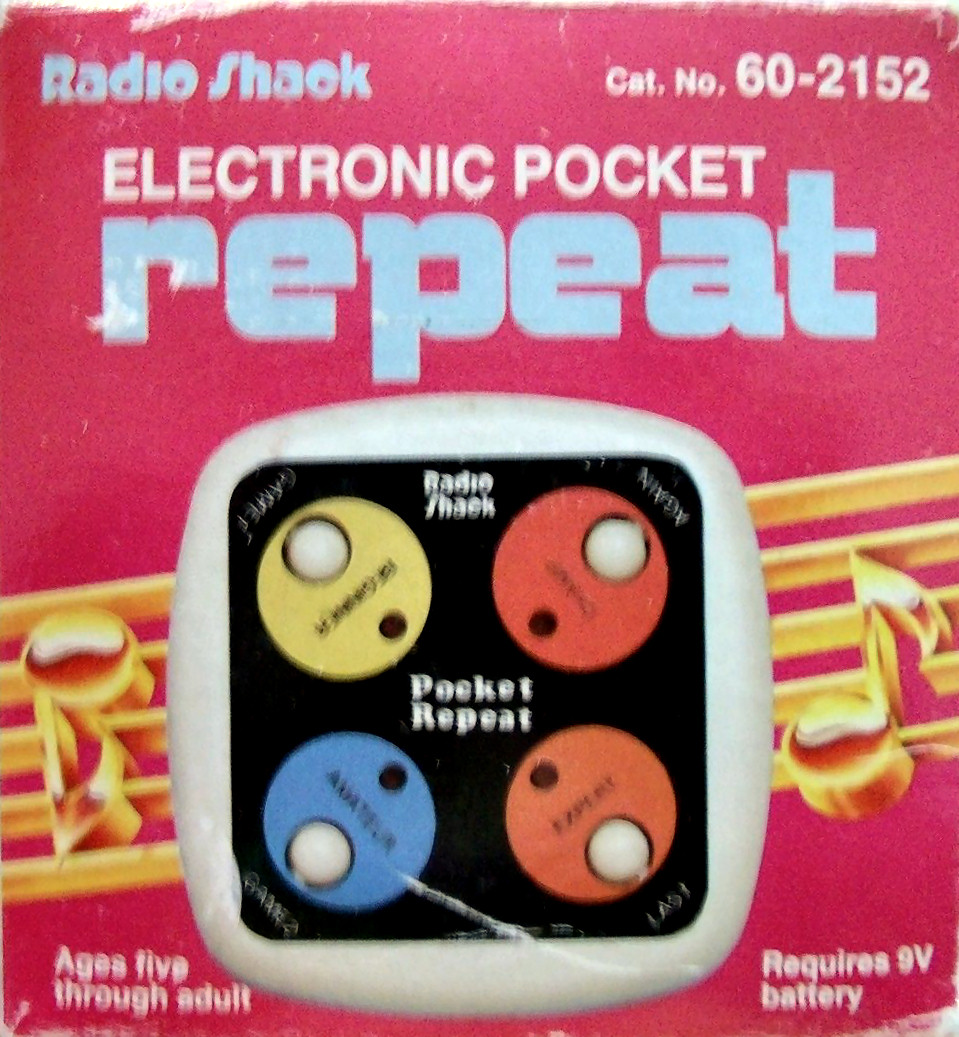 Radio Shack
Cat. No. 60-2152
ELECTRONIC POCKET
repeat
GAME 1
Radio
Shack
AGAIN
BEGINNER
Pocket
Repeat
AMATEUR
EXPERT
GAME 2
LAST
Ages five
through adult
Requires 9V
battery